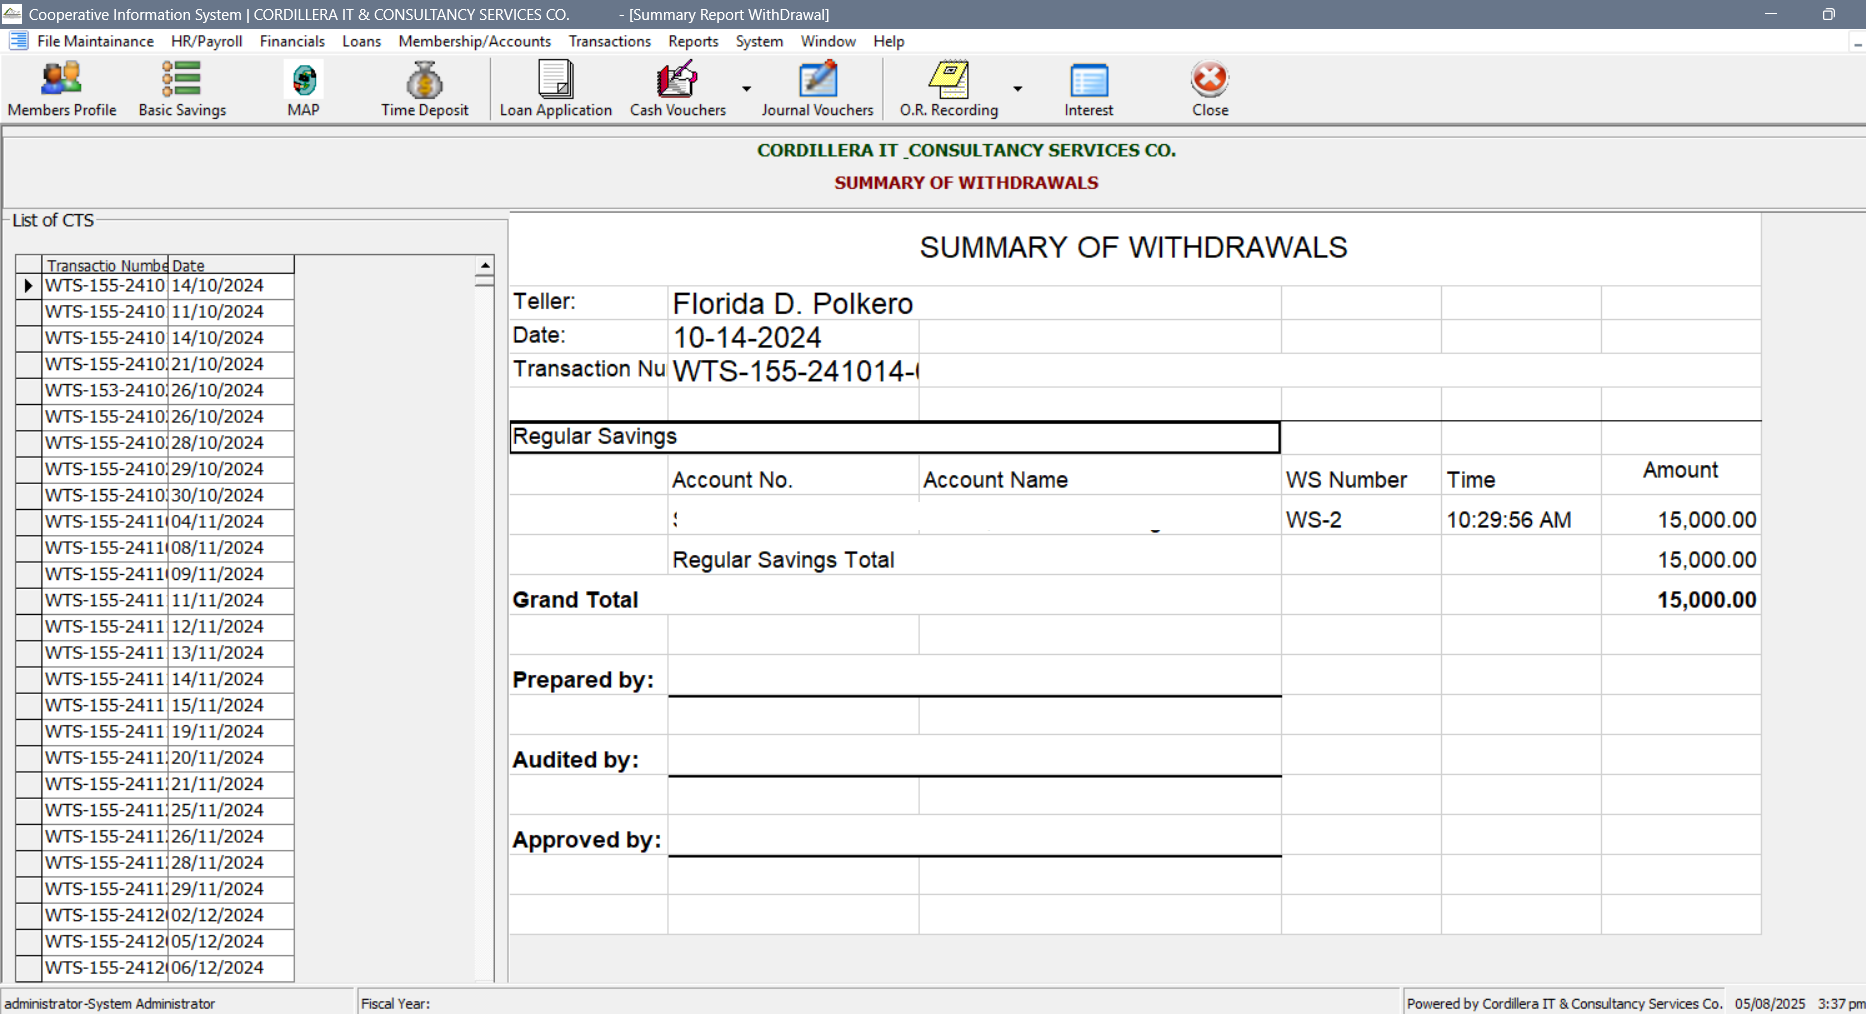 Cooperative Information System | CORDILLERA IT & CONSULTANCY SERVICES CO. - [Summary Report WithDrawal]
File Maintainance HR/Payroll Financials Loans Membership/Accounts Transactions Reports System Window Help
Members Profile Basic Savings MAP Time Deposit Loan Application Cash Vouchers Journal Vouchers O.R. Recording Interest Close
CORDILLERA IT _CONSULTANCY SERVICES CO.
SUMMARY OF WITHDRAWALS
List of CTS
Transactio Numbe Date
WTS-155-2410 14/10/2024
WTS-155-2410 11/10/2024
WTS-155-2410 14/10/2024
WTS-155-2410 21/10/2024
WTS-153-2410 26/10/2024
WTS-155-2410 26/10/2024
WTS-155-2410 28/10/2024
WTS-155-2410 29/10/2024
WTS-155-2410 30/10/2024
WTS-155-2411 04/11/2024
WTS-155-2411 08/11/2024
WTS-155-2411 09/11/2024
WTS-155-2411 11/11/2024
WTS-155-2411 12/11/2024
WTS-155-2411 13/11/2024
WTS-155-2411 14/11/2024
WTS-155-2411 15/11/2024
WTS-155-2411 19/11/2024
WTS-155-2411 20/11/2024
WTS-155-2411 21/11/2024
WTS-155-2411 25/11/2024
WTS-155-2411 26/11/2024
WTS-155-2411 28/11/2024
WTS-155-2411 29/11/2024
WTS-155-2412 02/12/2024
WTS-155-2412 05/12/2024
WTS-155-2412 06/12/2024
SUMMARY OF WITHDRAWALS
Teller: Florida D. Polkero
Date: 10-14-2024
Transaction Nu WTS-155-241014-
Regular Savings
Account No. Account Name WS Number Time Amount
WS-2 10:29:56 AM 15,000.00
Regular Savings Total 15,000.00
Grand Total 15,000.00
Prepared by:
Audited by:
Approved by:
administrator-System Administrator Fiscal Year: Powered by Cordillera IT & Consultancy Services Co. 05/08/2025 3:37 pm